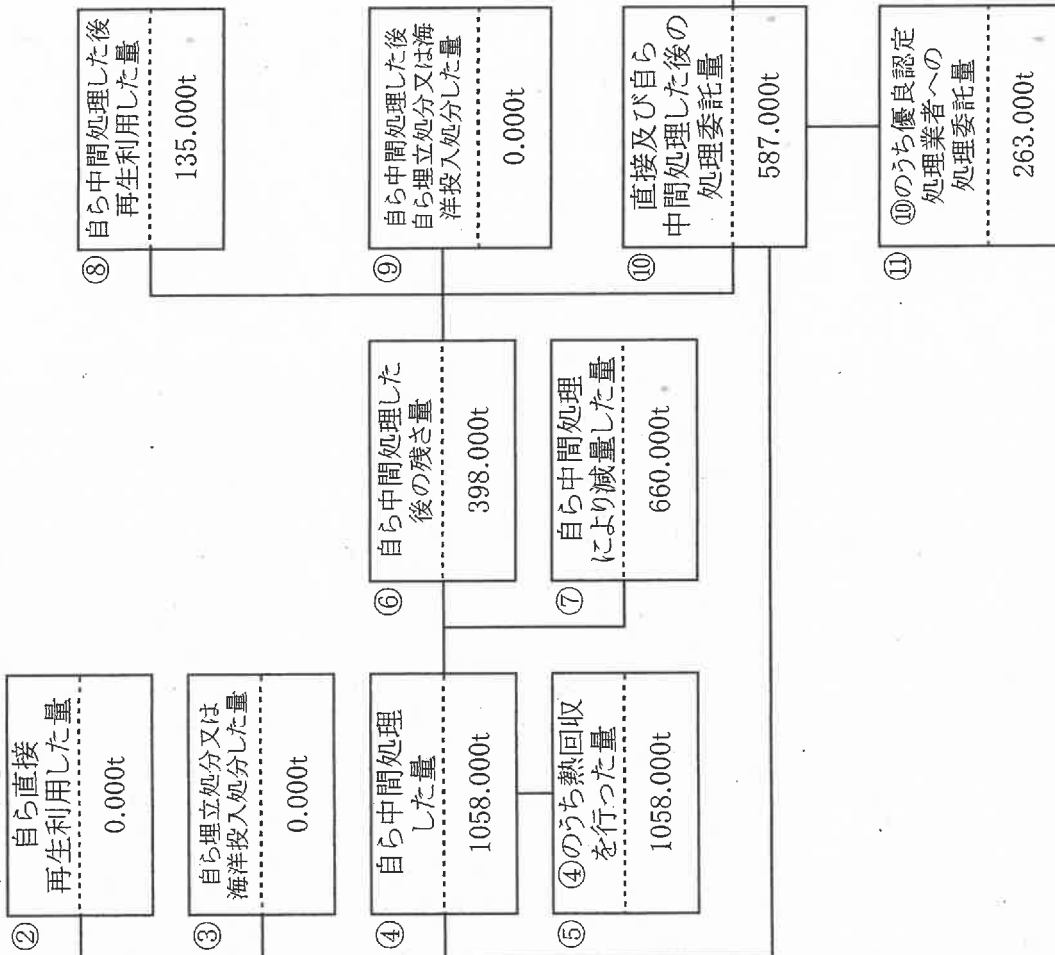 ②
自ら直接
再生利用した量
0.000t
③
自ら埋立処分又は
海洋投入処分した量
0.000t
④
自ら中間処理
した量
1058.000t
⑤
④のうち熱回収
を行った量
1058.000t
⑥
自ら中間処理した
後の残さ量
398.000t
⑦
自ら中間処理
により減量した量
660.000t
⑧
自ら中間処理した後
再生利用した量
135.000t
⑨
自ら中間処理した後
自ら埋立処分又は海
洋投入処分した量
0.000t
⑩
直接及び自ら
中間処理した後の
処理委託量
587.000t
⑪
⑩のうち優良認定
処理業者への
処理委託量
263.000t